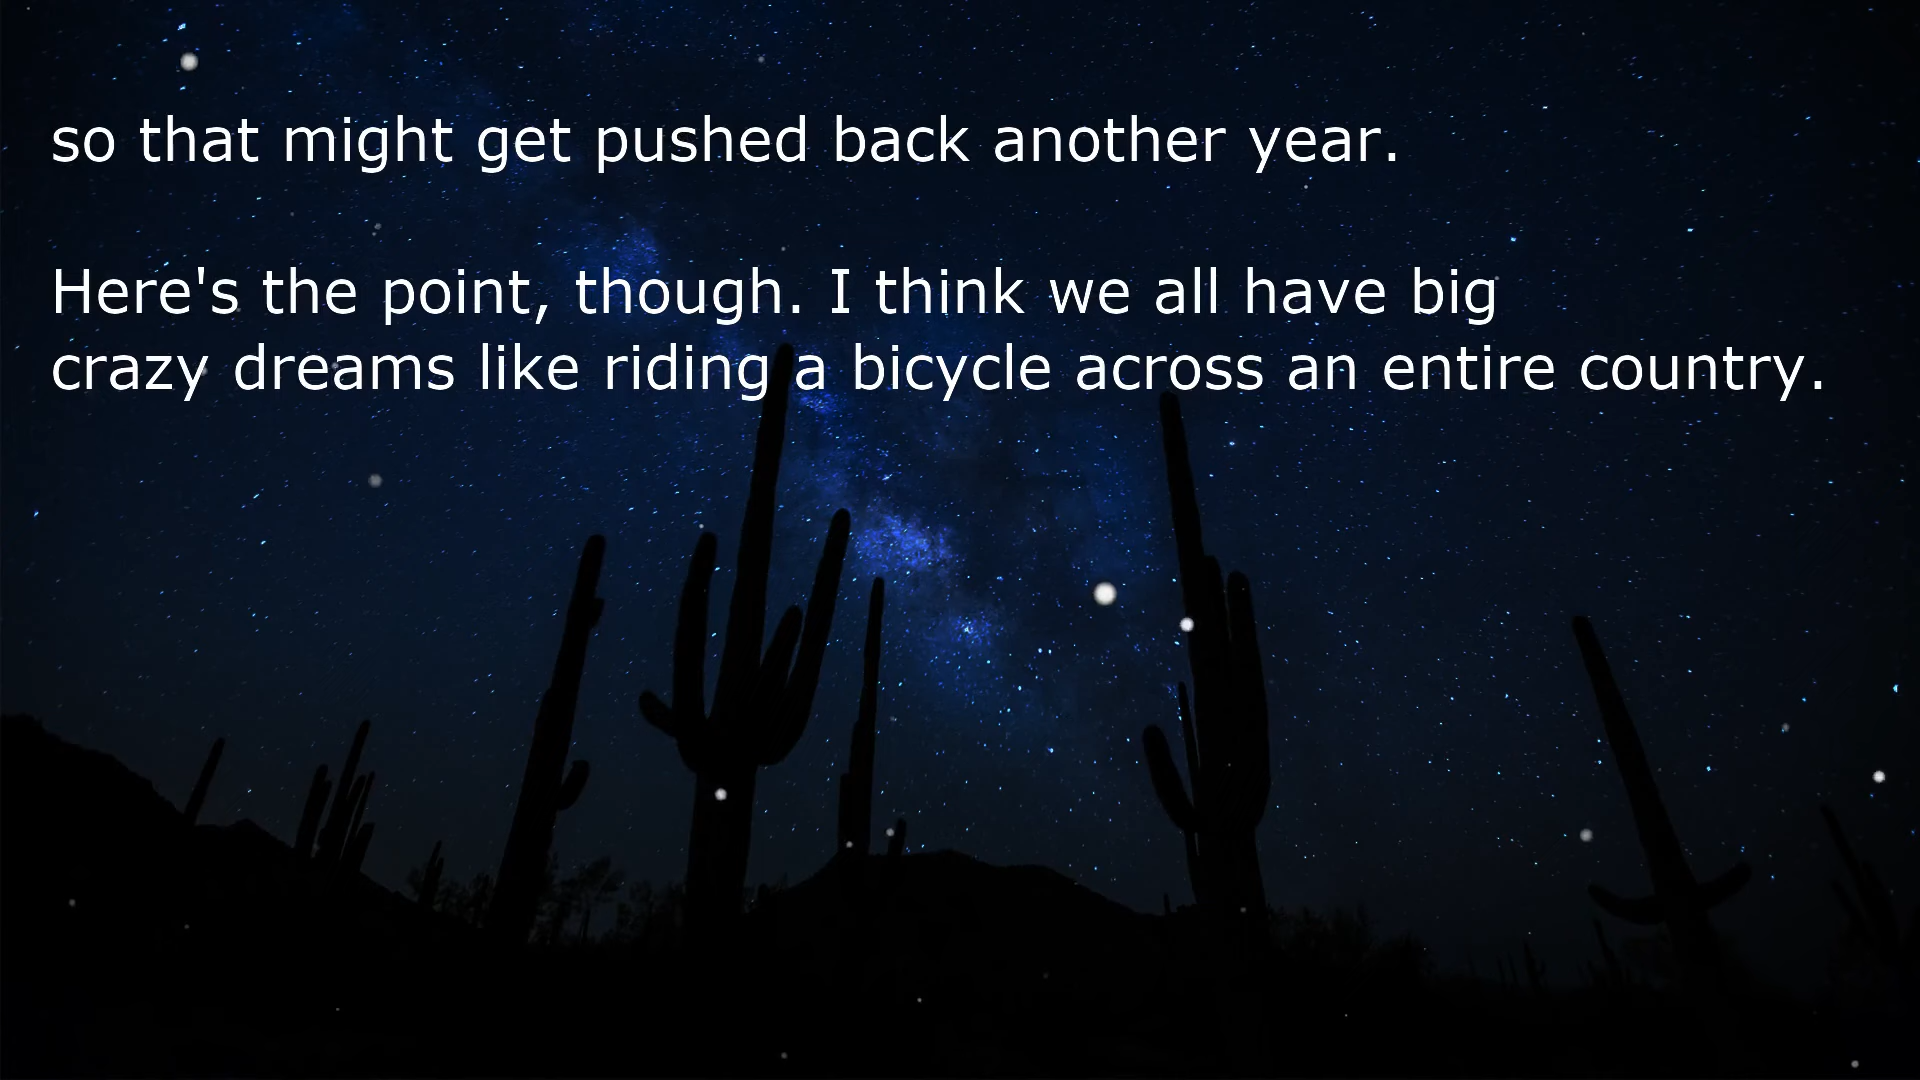 so that might get pushed back another year.
Here's the point, though. I think we all have big
crazy dreams like riding a bicycle across an entire country.